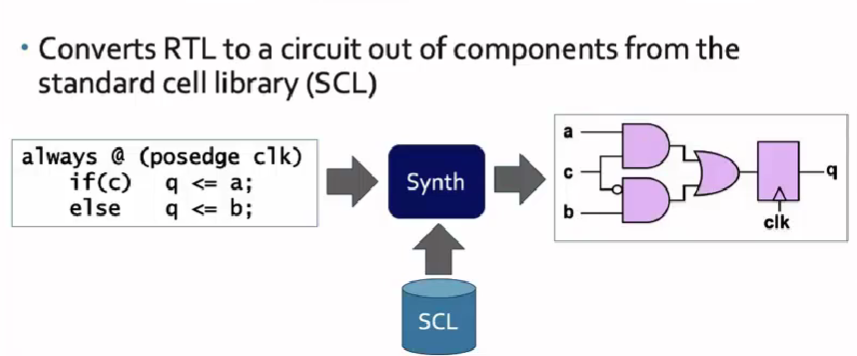 • Converts RTL to a circuit out of components from the
standard cell library (SCL)
always @ (posedge clk)
if(c) q <= a;
else q <= b;
Synth
SCL
a
c
b
q
clk